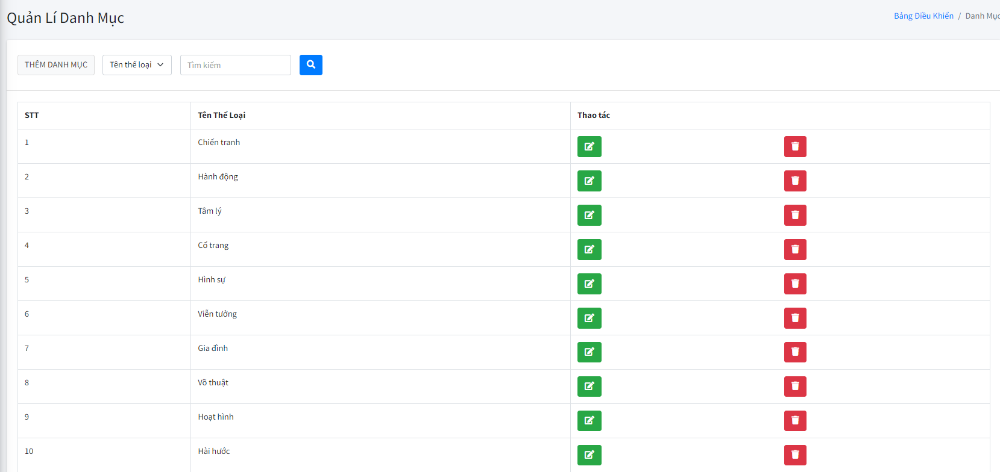 Quản Lí Danh Mục
Bảng Điều Khiển / Danh Mục
THÊM DANH MỤC Tên thể loại Tìm kiếm
STT Tên Thể Loại Thao tác
1 Chiến tranh
2 Hành động
3 Tâm lý
4 Cổ trang
5 Hình sự
6 Viễn tưởng
7 Gia đình
8 Võ thuật
9 Hoạt hình
10 Hài hước